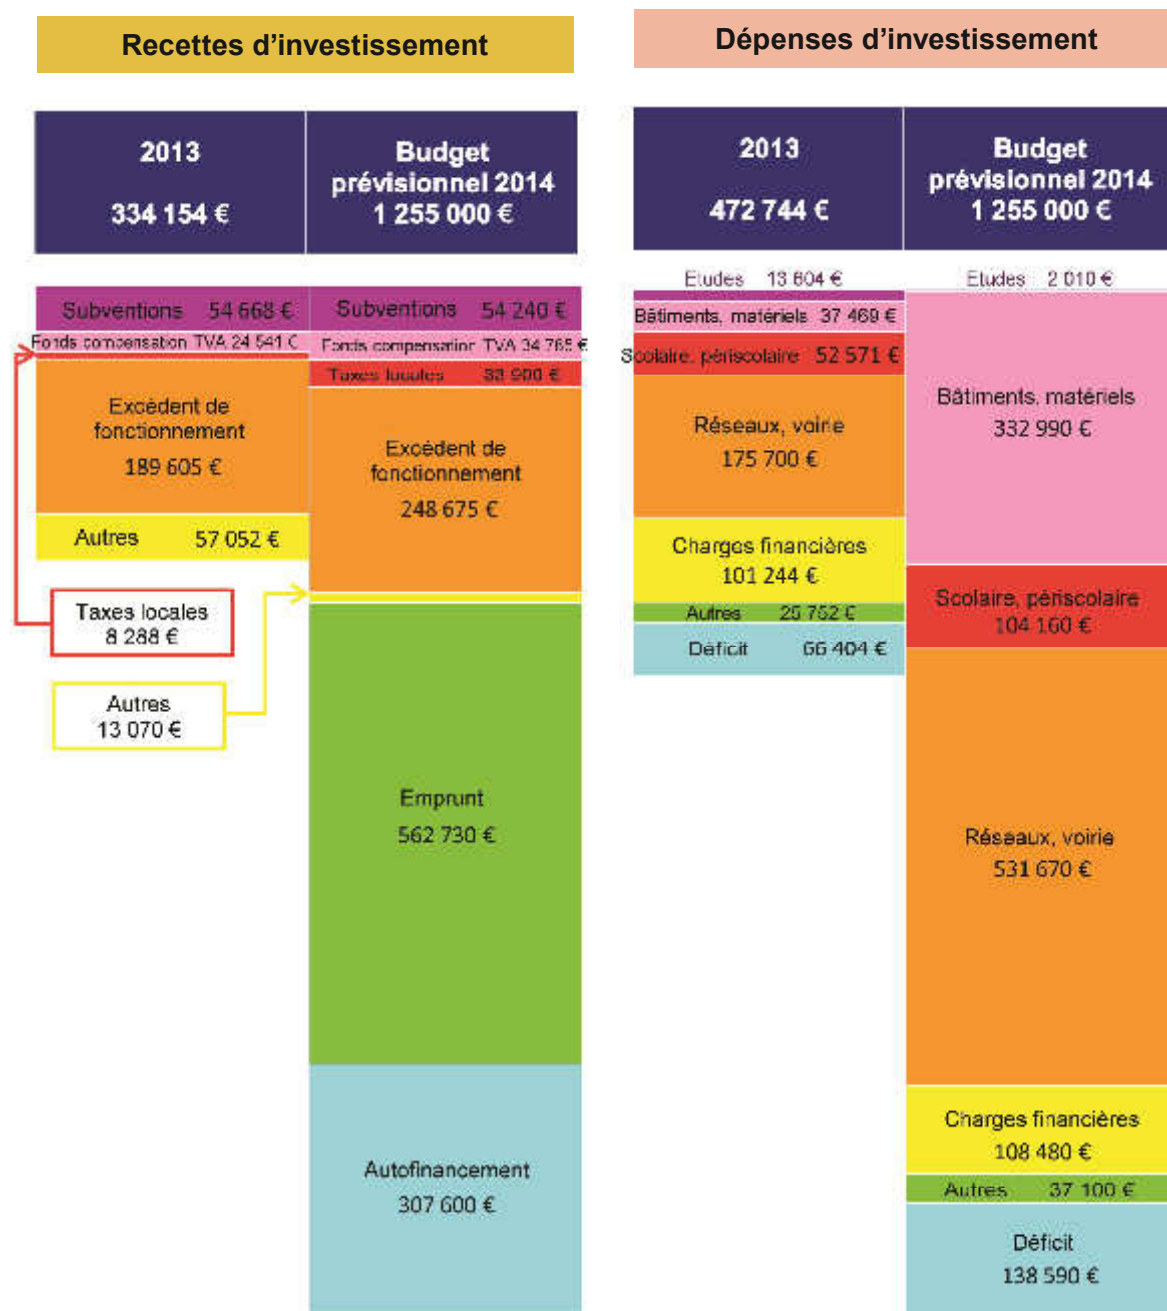 Recettes d'investissement
2013
334 154 €
Budget
prévisionnel 2014
1 255 000 €
Subventions 54 668 €
Fonds compensation TVA 24 541 €
Excédent de
fonctionnement
189 605 €
Autres 57 052 €
Taxes locales
8 288 €
Autres
13 070 €
Subventions 54 240 €
Fonds compensation TVA 34 765 €
Taxes locales 33 900 €
Excédent de
fonctionnement
248 675 €
Emprunt
562 730 €
Autofinancement
307 600 €
Dépenses d'investissement
2013
472 744 €
Budget
prévisionnel 2014
1 255 000 €
Etudes 13 604 €
Bâtiments, matériels 37 469 €
Scolaire, périscolaire 52 571 €
Réseaux, voirie
175 700 €
Charges financières
101 244 €
Autres 25 752 €
Déficit 66 404 €
Etudes 2 010 €
Bâtiments, matériels
332 990 €
Scolaire, périscolaire
104 160 €
Réseaux, voirie
531 670 €
Charges financières
108 480 €
Autres 37 100 €
Déficit
138 590 €